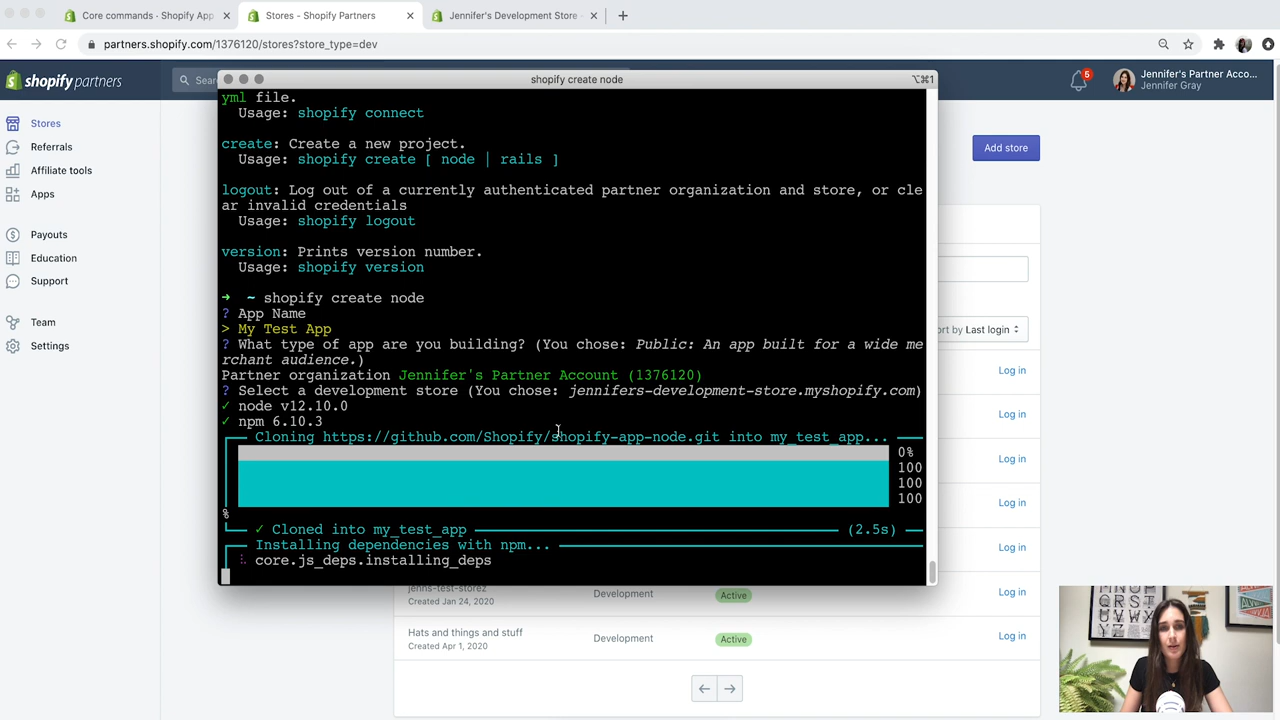 Core commands - Shopify App
Stores - Shopify Partners
Jennifer's Development Store
partners.shopify.com/1376120/stores?store_type=dev
shopify partners
5
Jennifer's Partner Acco...
Jennifer Gray
Stores
Referrals
Affiliate tools
Apps
Payouts
Education
Support
Team
Settings
Add store
shopify create node
⌥⌘1
yml file.
Usage: shopify connect
create: Create a new project.
Usage: shopify create [ node | rails ]
logout: Log out of a currently authenticated partner organization and store, or cle
ar invalid credentials
Usage: shopify logout
version: Prints version number.
Usage: shopify version
➜ ~ shopify create node
? App Name
> My Test App
? What type of app are you building? (You chose: Public: An app built for a wide me
rchant audience.)
Partner organization Jennifer's Partner Account (1376120)
? Select a development store (You chose: jennifers-development-store.myshopify.com)
✓ node v12.10.0
✓ npm 6.10.3
Cloning https://github.com/Shopify/shopify-app-node.git into my_test_app...
0%
100
100
100
%
✓ Cloned into my_test_app (2.5s)
Installing dependencies with npm...
core.js_deps.installing_deps
ort by Last login
Log in
Log in
Log in
Log in
Log in
jenns-test-storez
Created Jan 24, 2020
Development
Active
Log in
Hats and things and stuff
Created Apr 1, 2020
Development
Active
Log in